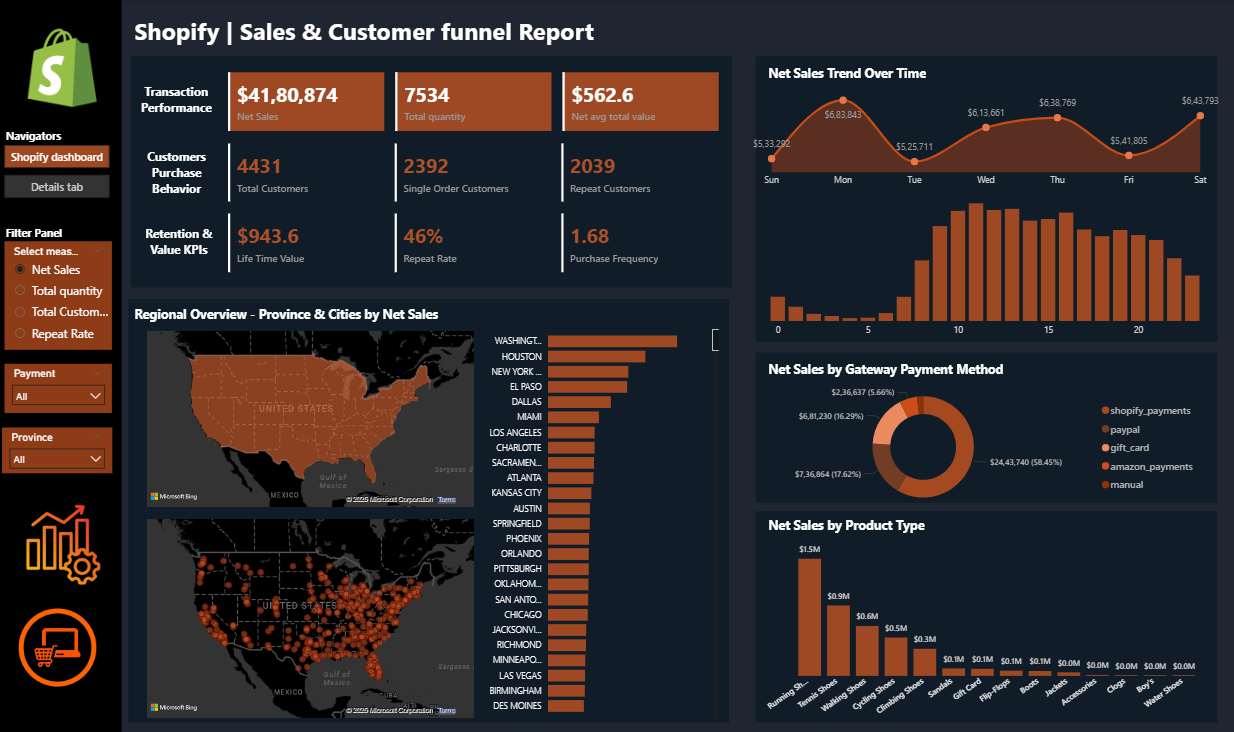 Shopify | Sales & Customer funnel Report
Navigators
Shopify dashboard
Details tab
Filter Panel
Select meas...
Net Sales
Total quantity
Total Custom...
Repeat Rate
Payment
All
Province
All
Transaction
Performance
$41,80,874
Net Sales
7534
Total quantity
$562.6
Net avg total value
Customers
Purchase
Behavior
4431
Total Customers
2392
Single Order Customers
2039
Repeat Customers
Retention &
Value KPIs
$943.6
Life Time Value
46%
Repeat Rate
1.68
Purchase Frequency
Regional Overview - Province & Cities by Net Sales
UNITED STATES
Gulf of
Mexico
MEXICO
Sargasso S
Microsoft Bing
© 2025 Microsoft Corporation Terms
UNITED STATES
Gulf of
Mexico
MEXICO
CUBA
Sargasso
Microsoft Bing
© 2025 Microsoft Corporation Terms
WASHINGT...
HOUSTON
NEW YORK ...
EL PASO
DALLAS
MIAMI
LOS ANGELES
CHARLOTTE
SACRAMEN...
ATLANTA
KANSAS CITY
AUSTIN
SPRINGFIELD
PHOENIX
ORLANDO
PITTSBURGH
OKLAHOM...
SAN ANTO...
CHICAGO
JACKSONVI...
RICHMOND
MINNEAPO...
LAS VEGAS
BIRMINGHAM
DES MOINES
Net Sales Trend Over Time
$5,33,292
$6,83,843
$5,25,711
$6,13,661
$6,38,769
$5,41,805
$6,43,793
Sun Mon Tue Wed Thu Fri Sat
0 5 10 15 20
Net Sales by Gateway Payment Method
$2,36,637 (5.66%)
$6,81,230 (16.29%)
$7,36,864 (17.62%)
$24,43,740 (58.45%)
shopify_payments
paypal
gift_card
amazon_payments
manual
Net Sales by Product Type
$1.5M $0.9M $0.6M $0.5M $0.3M $0.1M $0.1M $0.1M $0.1M $0.0M $0.0M $0.0M $0.0M $0.0M
Running Sh...
Tennis Shoes
Walking Shoes
Cycling Shoes
Climbing Shoes
Sandals
Gift Card
Flip-Flops
Boots
Jackets
Accessories
Clogs
Boy's
Water Shoes